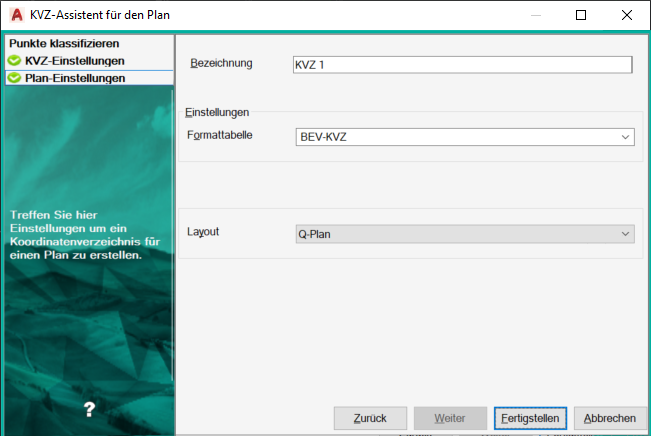 KVZ-Assistent für den Plan
Punkte klassifizieren
KVZ-Einstellungen
Plan-Einstellungen
Treffen Sie hier
Einstellungen um ein
Koordinatenverzeichnis für
einen Plan zu erstellen.
?
Bezeichnung
KVZ 1
Einstellungen
Formattabelle
BEV-KVZ
Layout
Q-Plan
Zurück
Weiter
Fertigstellen
Abbrechen